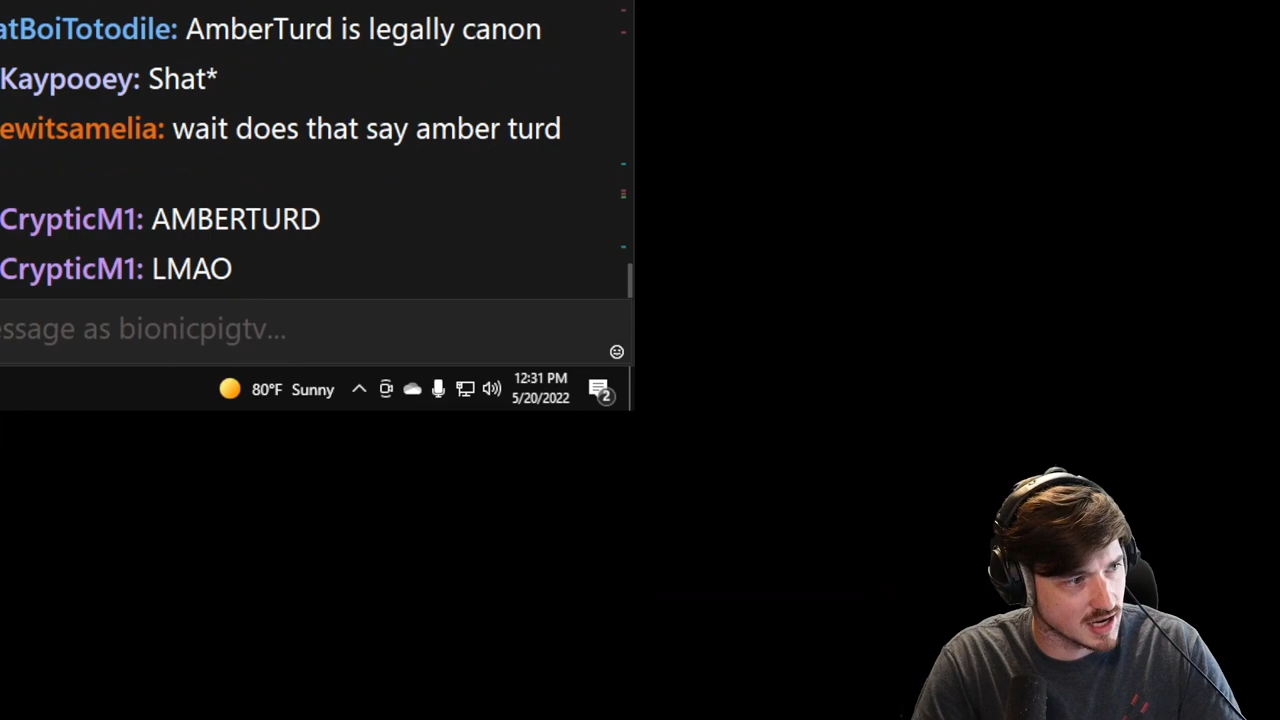 atBoiTotodile: AmberTurd is legally canon
Kaypooey: Shat*
ewitsamelia: wait does that say amber turd
CrypticM1: AMBERTURD
CrypticM1: LMAO
essage as bionicpigtv...
80°F Sunny 12:31 PM
5/20/2022
2